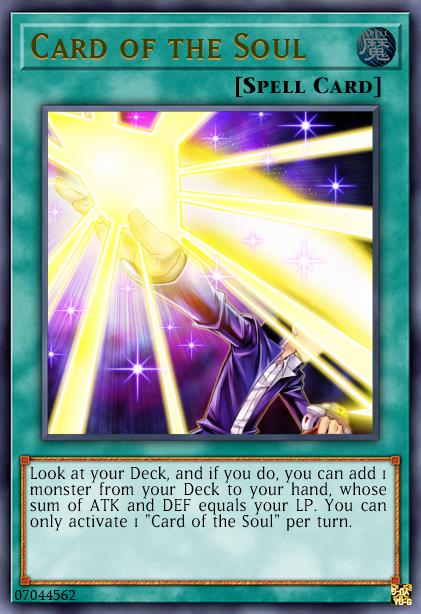 CARD OF THE SOUL
魔
[SPELL CARD]
Look at your Deck, and if you do, you can add 1
monster from your Deck to your hand, whose
sum of ATK and DEF equals your LP. You can
only activate 1 "Card of the Soul" per turn.
07044562